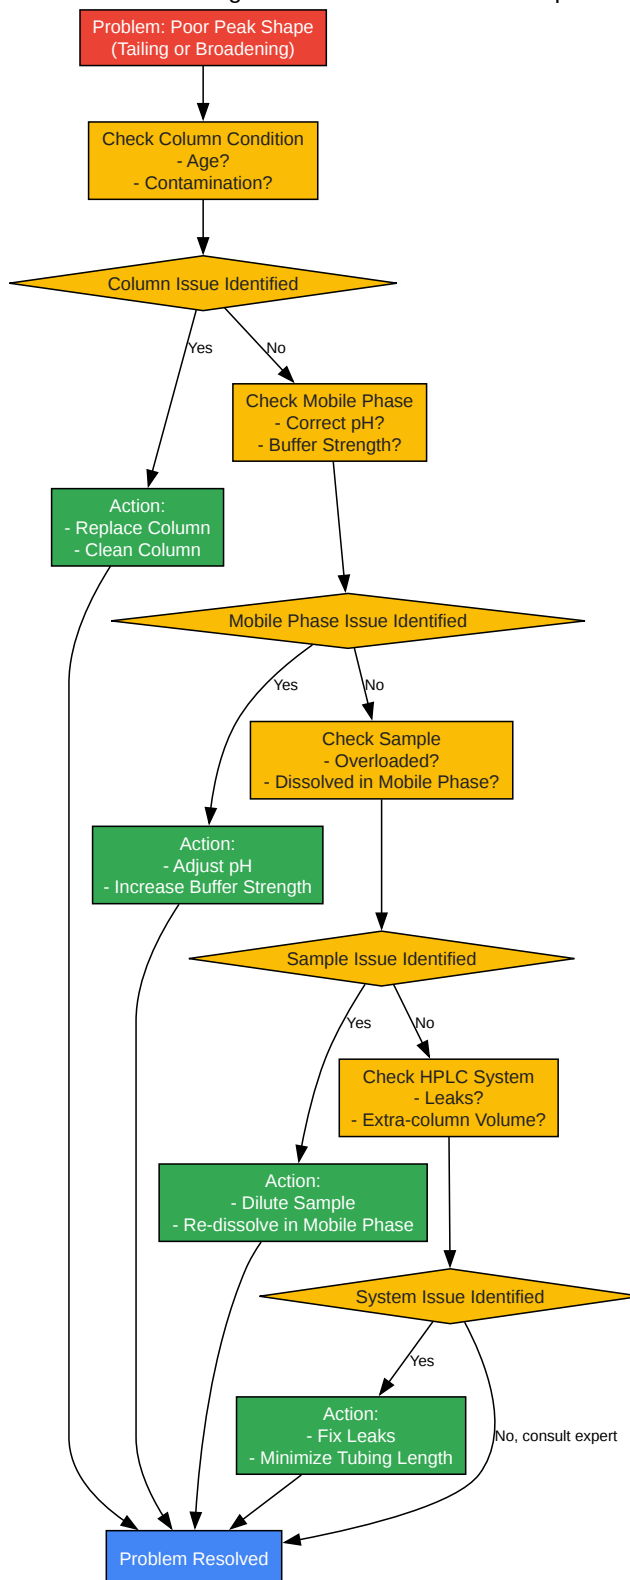 Problem: Poor Peak Shape
(Tailing or Broadening)
Check Column Condition
- Age?
- Contamination?
Column Issue Identified
Yes
No
Check Mobile Phase
- Correct pH?
- Buffer Strength?
Action:
- Replace Column
- Clean Column
Mobile Phase Issue Identified
Yes
No
Check Sample
- Overloaded?
- Dissolved in Mobile Phase?
Action:
- Adjust pH
- Increase Buffer Strength
Sample Issue Identified
Yes
No
Check HPLC System
- Leaks?
- Extra-column Volume?
Action:
- Dilute Sample
- Re-dissolve in Mobile Phase
System Issue Identified
Yes
Action:
- Fix Leaks
- Minimize Tubing Length
No, consult expert
Problem Resolved